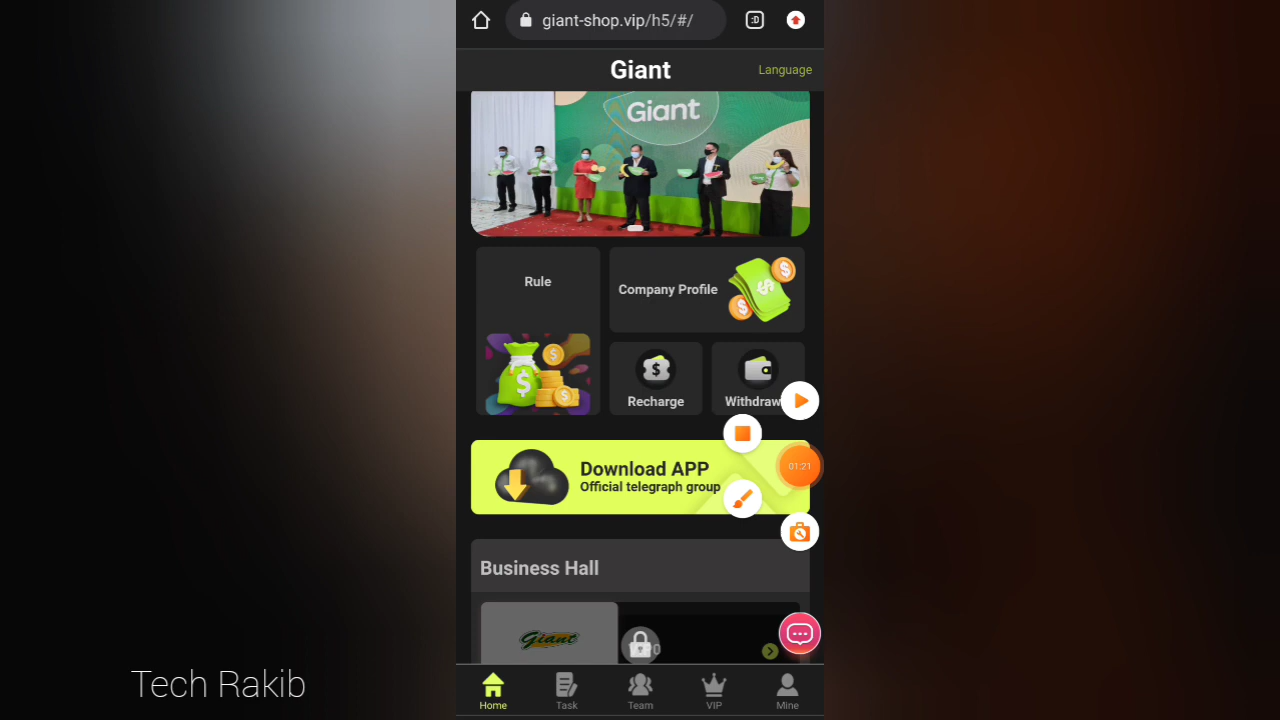 giant-shop.vip/h5/#/
:D
Giant
Language
Giant
Rule
Company Profile
Recharge
Withdraw
Download APP
Official telegraph group
01:21
Business Hall
Giant
Home
Task
Team
VIP
Mine
Tech Rakib